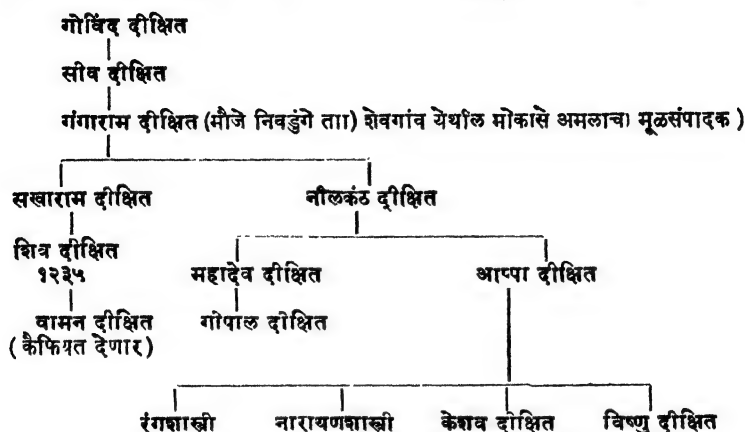 गोविंद दीक्षित
सीव दीक्षित
गंगाराम दीक्षित (मौजे निवडुंगे ता॥) शेवगांव येथील मोकासे अमलाचा मूळसंपादक )
सखाराम दीक्षित नीलकंठ दीक्षित
शिव दीक्षित
१२३५
महादेव दीक्षित आप्पा दीक्षित
वामन दीक्षित गोपाल दीक्षित
(कैफियत देणार)
रंगशास्त्री नारायणशास्त्री केशव दीक्षित विष्णु दीक्षित